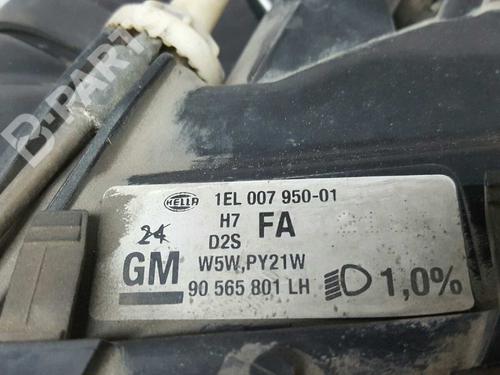 HELLA
1EL 007 950-01
H7
FA
24
D2S
GM
W5W,PY21W
90 565 801 LH
1,0%
B-PARTS